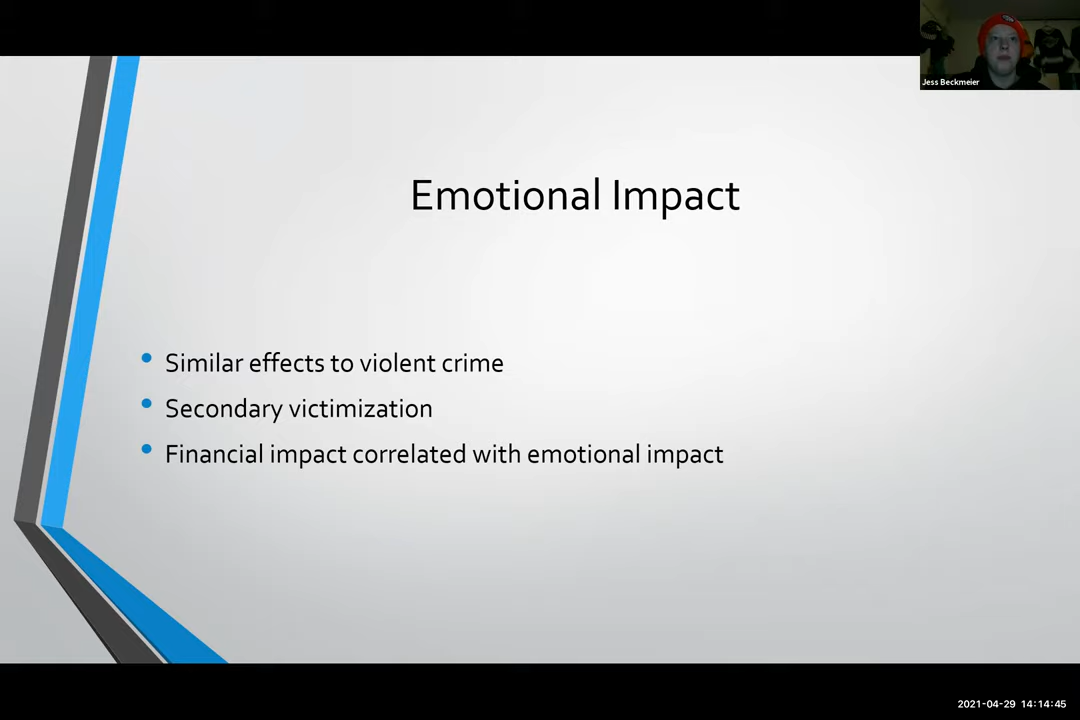 Jess Beckmeier
Emotional Impact
Similar effects to violent crime
Secondary victimization
Financial impact correlated with emotional impact
2021-04-29 14:14:45